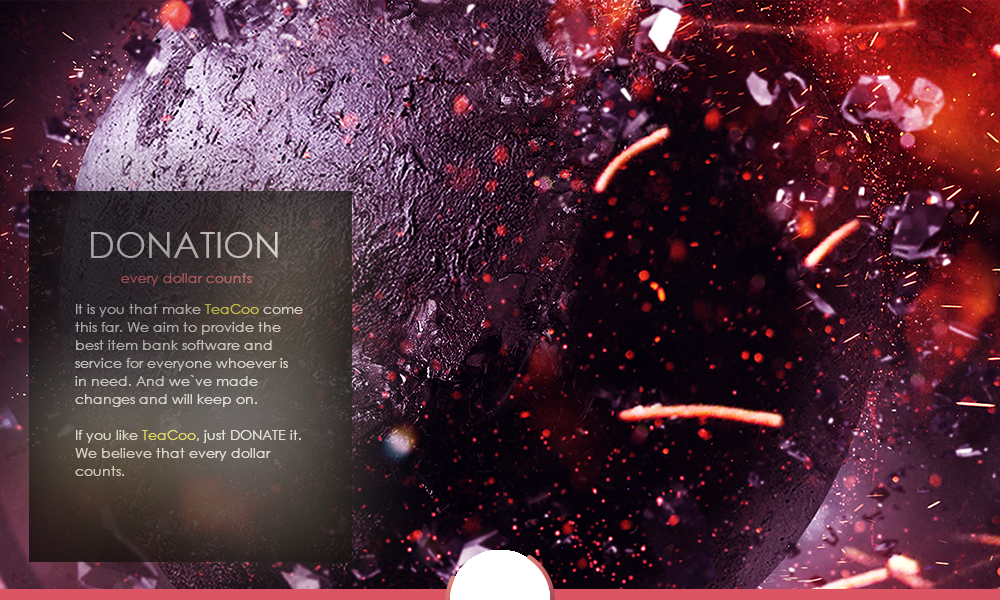 DONATION
every dollar counts
It is you that make TeaCoo come
this far. We aim to provide the
best item bank software and
service for everyone whoever is
in need. And we`ve made
changes and will keep on.
If you like TeaCoo, just DONATE it.
We believe that every dollar
counts.